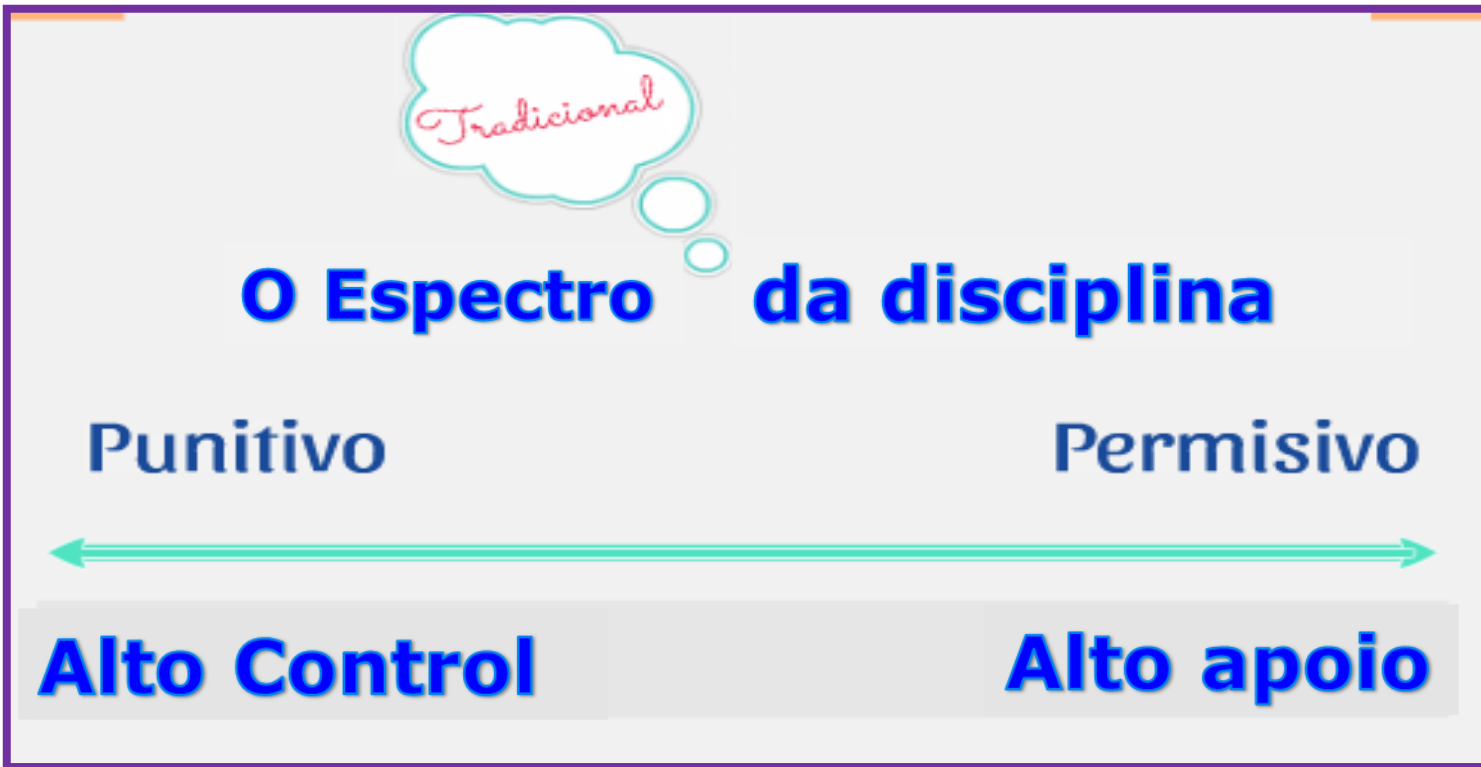 Tradicional
O Espectro da disciplina
Punitivo Permisivo
Alto Control Alto apoio